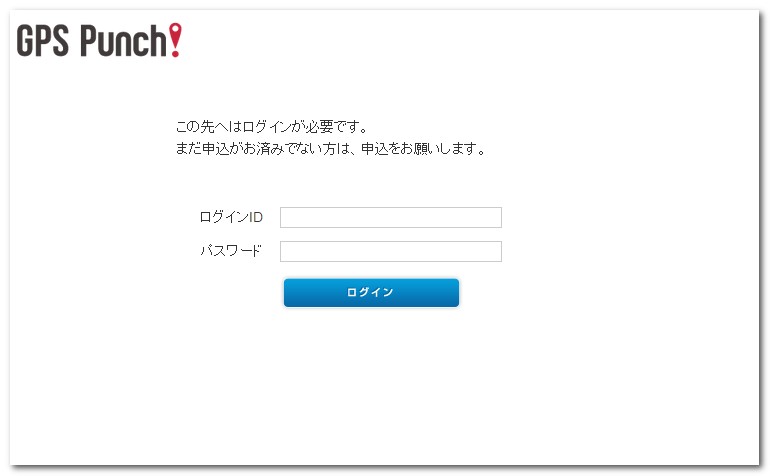 GPS Punch!
この先へはログインが必要です。
まだ申込がお済みでない方は、申込をお願いします。
ログインID
パスワード
ログイン